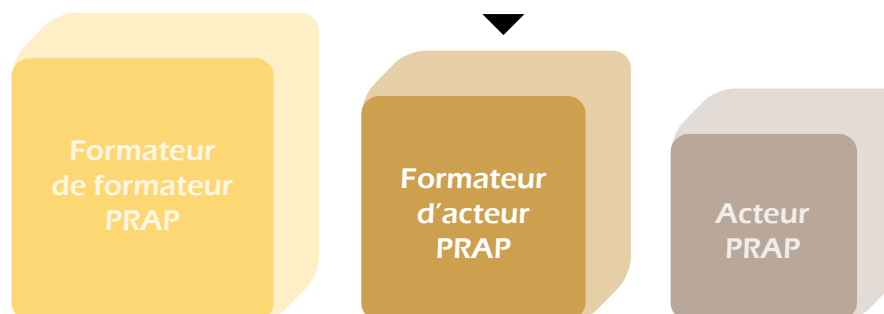 Formateur
de formateur
PRAP
Formateur
d'acteur
PRAP
Acteur
PRAP